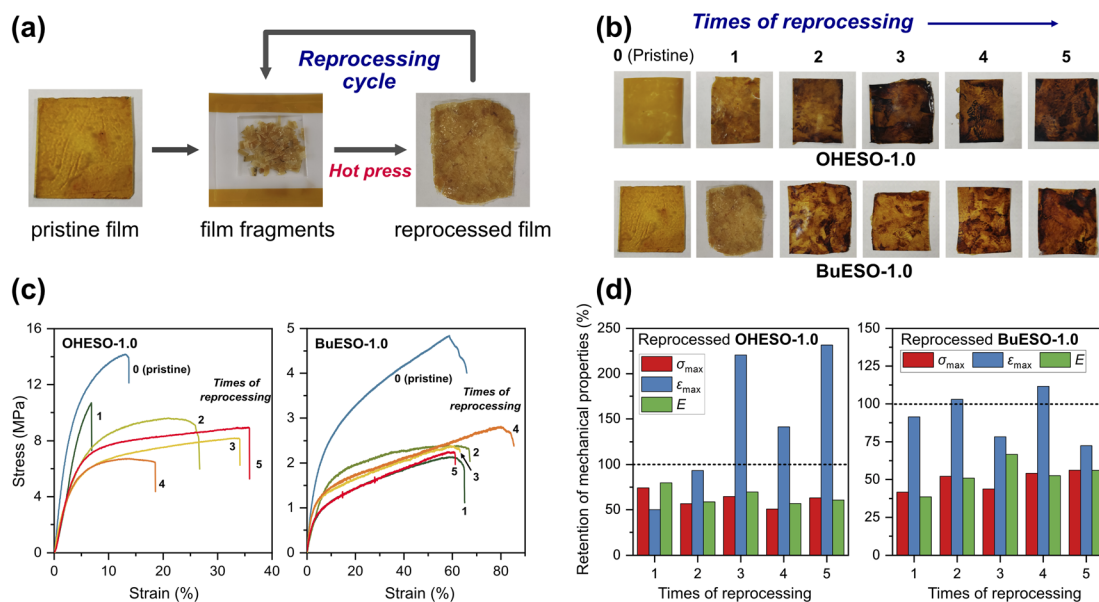 (a)
Reprocessing
cycle
Hot press
pristine film
film fragments
reprocessed film
(b)
Times of reprocessing
0 (Pristine)
1
2
3
4
5
OHESO-1.0
BuESO-1.0
(c)
16
12
8
4
0
Stress (MPa)
OHESO-1.0
0 (pristine)
Times of
reprocessing
1
2
3
4
5
0
10
20
30
40
Strain (%)
5
4
3
2
1
0
BuESO-1.0
0 (pristine)
Times of
reprocessing
4
2
3
5
1
0
20
40
60
80
Strain (%)
(d)
Retention of mechanical properties (%)
250
200
150
100
50
0
Reprocessed OHESO-1.0
σmax
εmax
E
1
2
3
4
5
Times of reprocessing
150
125
100
75
50
25
0
Reprocessed BuESO-1.0
σmax
εmax
E
1
2
3
4
5
Times of reprocessing